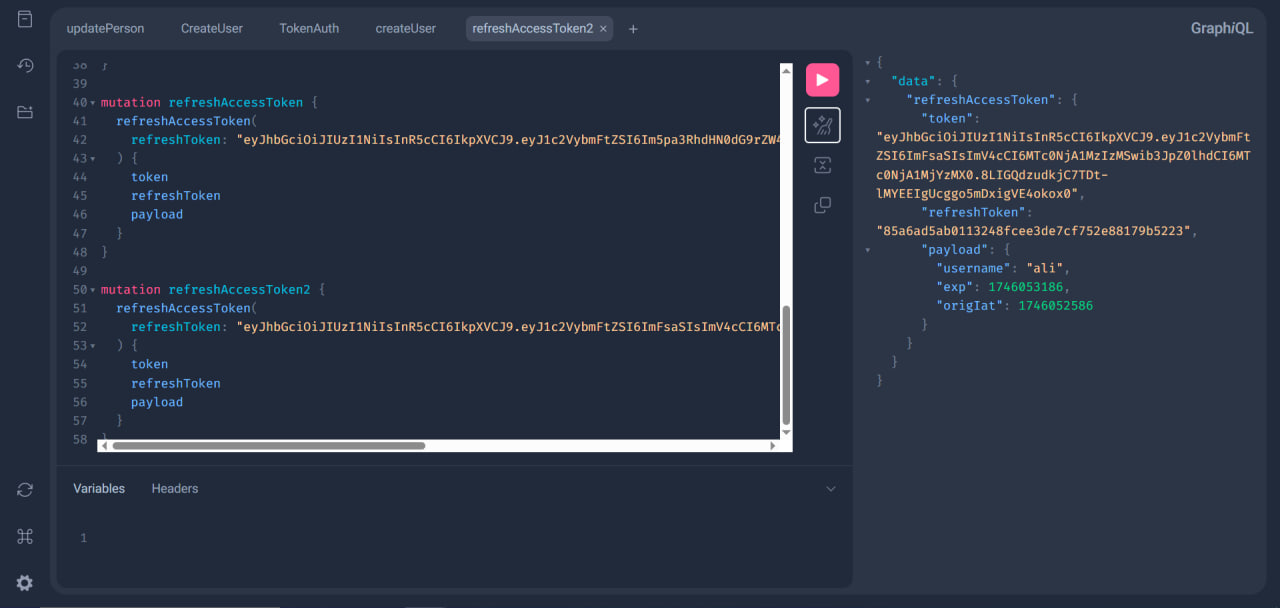 updatePerson CreateUser TokenAuth createUser refreshAccessToken2 × + GraphiQL
38 }
39
40 mutation refreshAccessToken {
41 refreshAccessToken(
42 refreshToken: "eyJhbGciOiJIUzI1NiIsInR5cCI6IkpXVCJ9.eyJ1c2VybmFtZSI6Im5pa3RhdHN0dG9rZW4
43 ) {
44 token
45 refreshToken
46 payload
47 }
48 }
49
50 mutation refreshAccessToken2 {
51 refreshAccessToken(
52 refreshToken: "eyJhbGciOiJIUzI1NiIsInR5cCI6IkpXVCJ9.eyJ1c2VybmFtZSI6ImFsaSIsImV4cCI6MTc
53 ) {
54 token
55 refreshToken
56 payload
57 }
58 }
Variables Headers
1
{
"data": {
"refreshAccessToken": {
"token":
"eyJhbGciOiJIUzI1NiIsInR5cCI6IkpXVCJ9.eyJ1c2VybmFt
ZSI6ImFsaSIsImV4cCI6MTc0NjA1MzIzMSwib3JpZ0lhdCI6MT
c0NjA1MjYzMX0.8LIGQdzudkjC7TDt-
lMYEEIgUcggo5mDxigVE4okox0",
"refreshToken":
"85a6ad5ab0113248fcee3de7cf752e88179b5223",
"payload": {
"username": "ali",
"exp": 1746053186,
"origIat": 1746052586
}
}
}
}